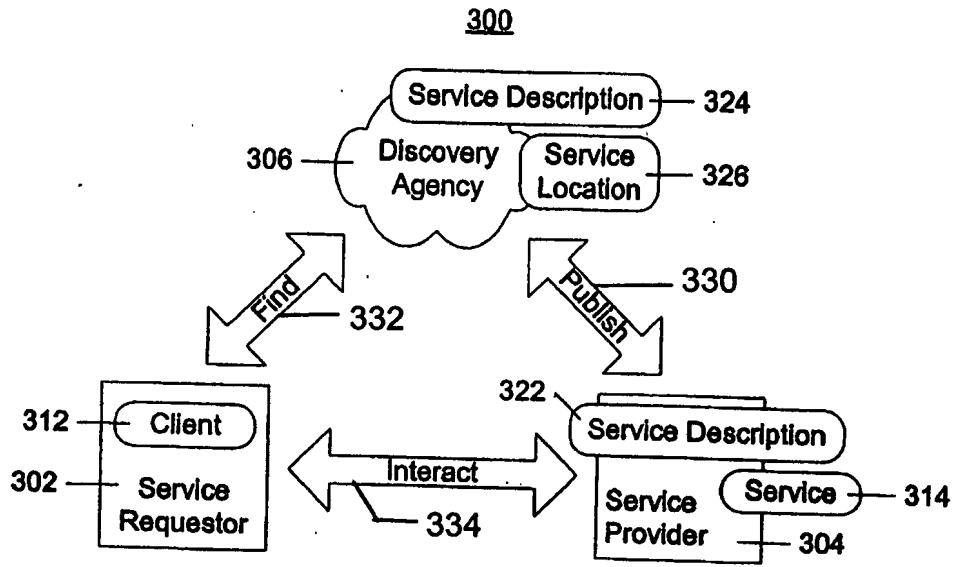 300
Service Description
324
306
Discovery
Agency
Service
Location
326
Find
332
Publish
330
312
Client
302
Service
Requestor
Interact
334
322
Service Description
Service
314
Service
Provider
304